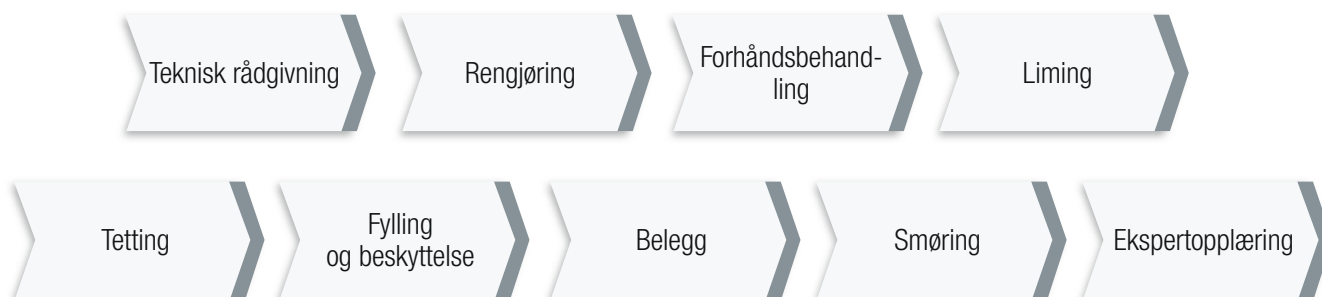 Teknisk rådgivning
Rengjøring
Forhåndsbehand-
ling
Liming
Tetting
Fylling
og beskyttelse
Belegg
Smøring
Ekspertopplæring